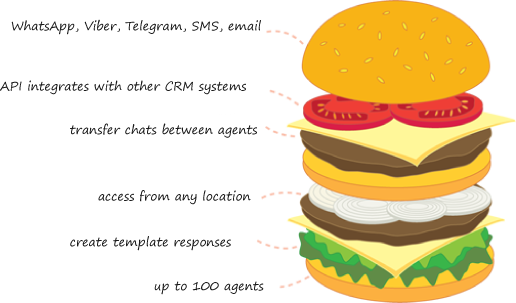 WhatsApp, Viber, Telegram, SMS, email
API integrates with other CRM systems
transfer chats between agents
access from any location
create template responses
up to 100 agents